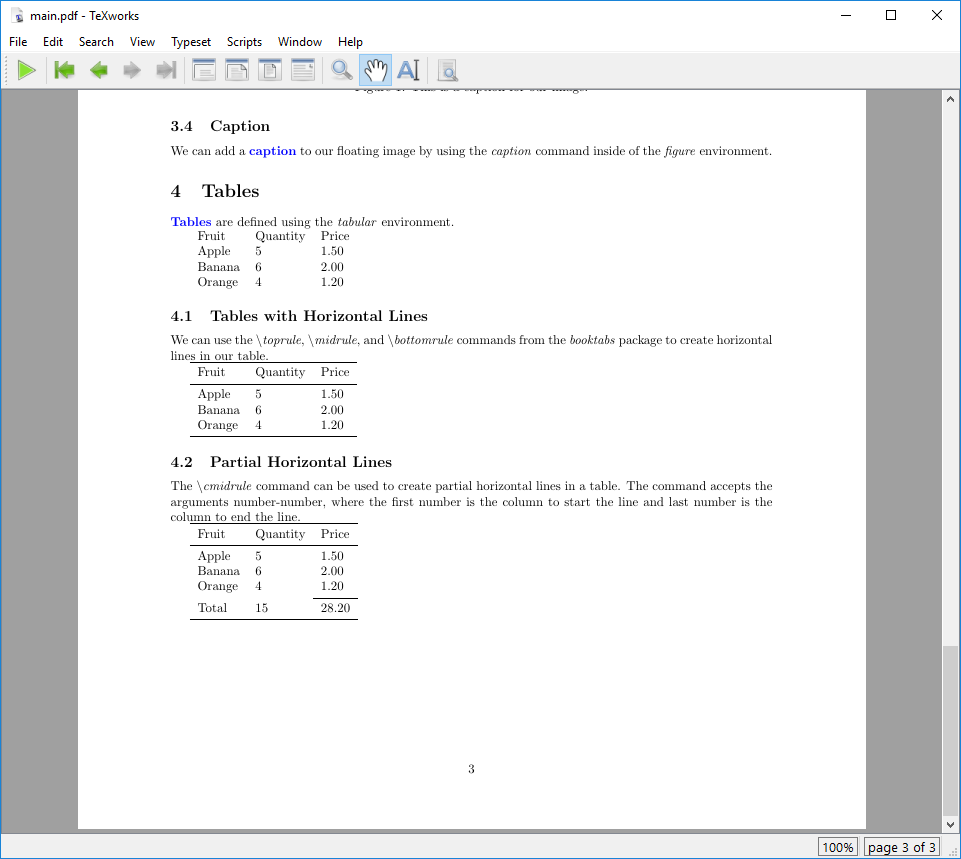 main.pdf - TeXworks
File Edit Search View Typeset Scripts Window Help
3.4 Caption
We can add a caption to our floating image by using the caption command inside of the figure environment.
4 Tables
Tables are defined using the tabular environment.
Fruit Quantity Price
Apple 5 1.50
Banana 6 2.00
Orange 4 1.20
4.1 Tables with Horizontal Lines
We can use the \toprule, \midrule, and \bottomrule commands from the booktabs package to create horizontal
lines in our table.
Fruit Quantity Price
Apple 5 1.50
Banana 6 2.00
Orange 4 1.20
4.2 Partial Horizontal Lines
The \cmidrule command can be used to create partial horizontal lines in a table. The command accepts the
arguments number-number, where the first number is the column to start the line and last number is the
column to end the line.
Fruit Quantity Price
Apple 5 1.50
Banana 6 2.00
Orange 4 1.20
Total 15 28.20
3
100% page 3 of 3